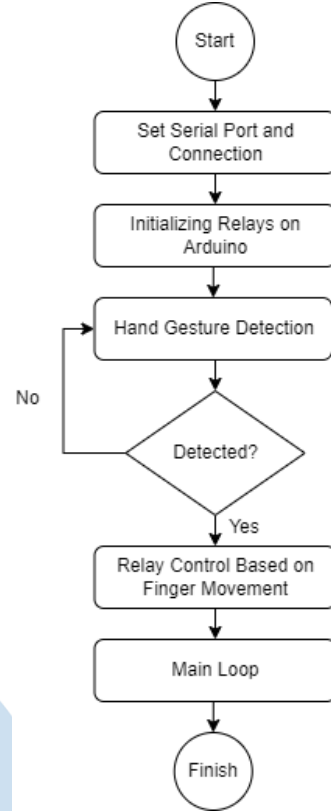 Start
Set Serial Port and
Connection
Initializing Relays on
Arduino
Hand Gesture Detection
No
Detected?
Yes
Relay Control Based on
Finger Movement
Main Loop
Finish